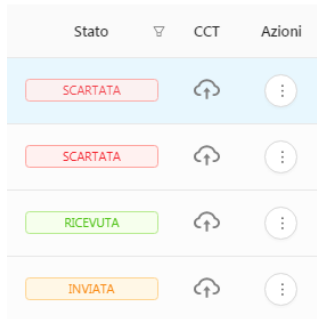 Stato CCT Azioni
SCARTATA
SCARTATA
RICEVUTA
INVIATA